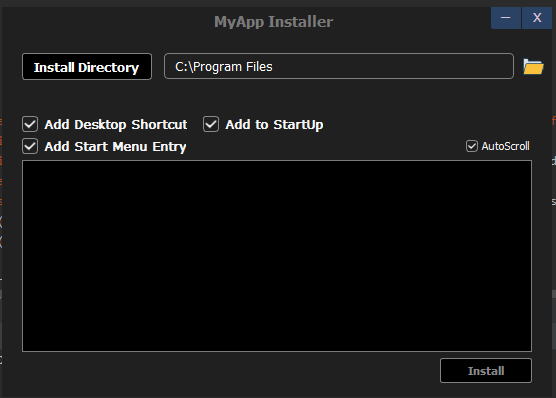 MyApp Installer
— X
Install Directory C:\Program Files
Add Desktop Shortcut Add to StartUp
Add Start Menu Entry AutoScroll
Install